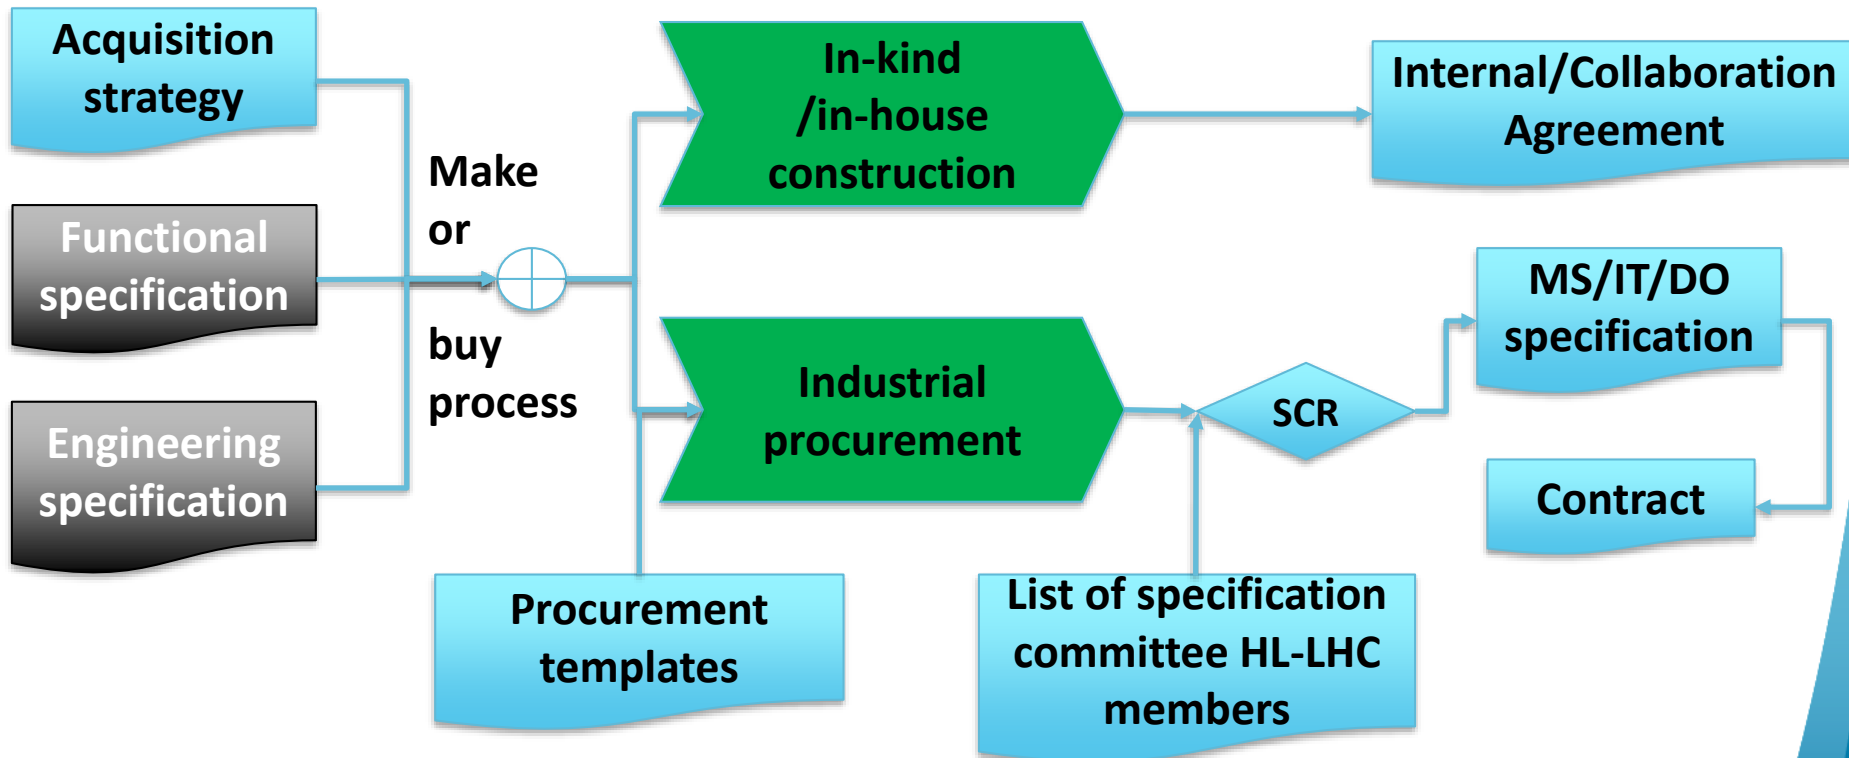 Acquisition
strategy
Functional
specification
Engineering
specification
Make
or
buy
process
In-kind
/in-house
construction
Internal/Collaboration
Agreement
Industrial
procurement
SCR
MS/IT/DO
specification
Contract
Procurement
templates
List of specification
committee HL-LHC
members